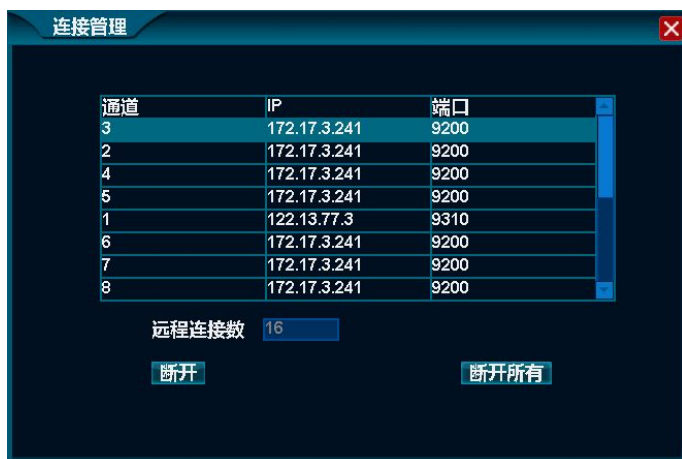 连接管理
通道 IP 端口
3 172.17.3.241 9200
2 172.17.3.241 9200
4 172.17.3.241 9200
5 172.17.3.241 9200
1 122.13.77.3 9310
6 172.17.3.241 9200
7 172.17.3.241 9200
8 172.17.3.241 9200
远程连接数 16
断开 断开所有